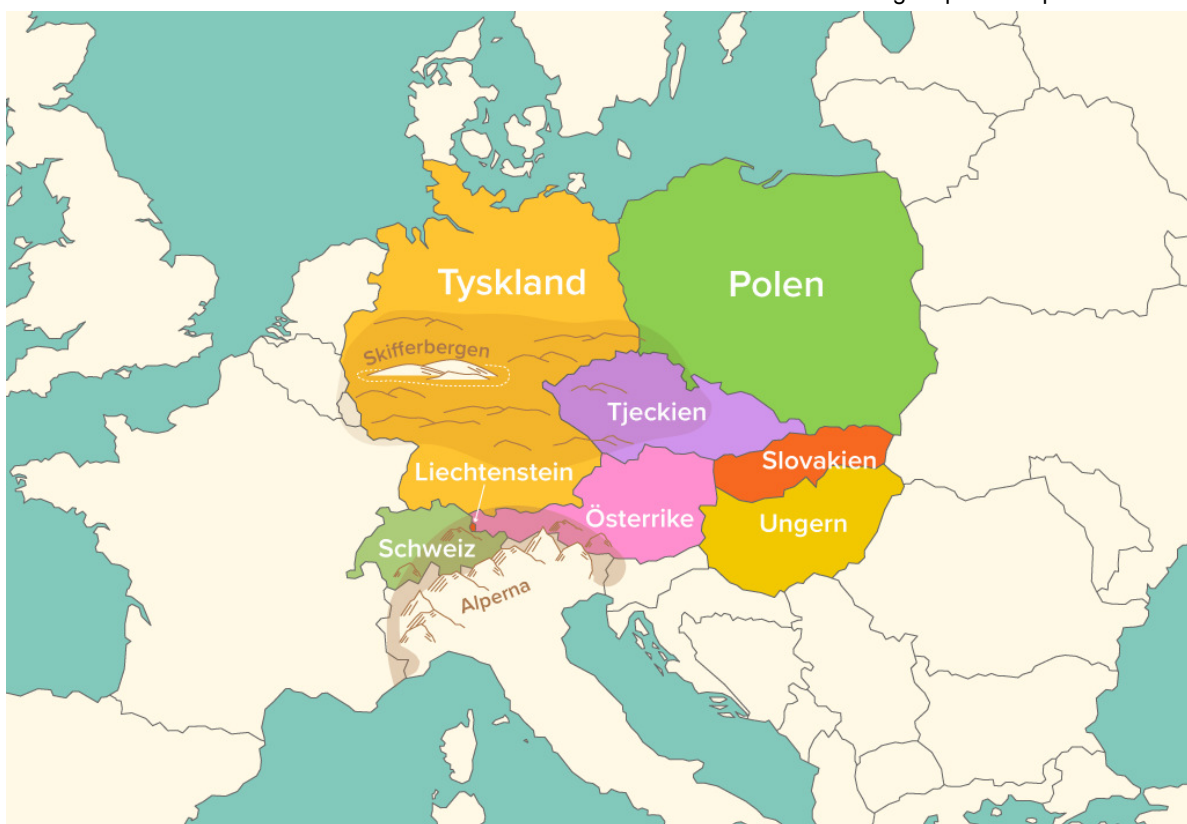 Tyskland
Polen
Skifferbergen
Tjeckien
Slovakien
Liechtenstein
Österrike
Ungern
Schweiz
Alperna